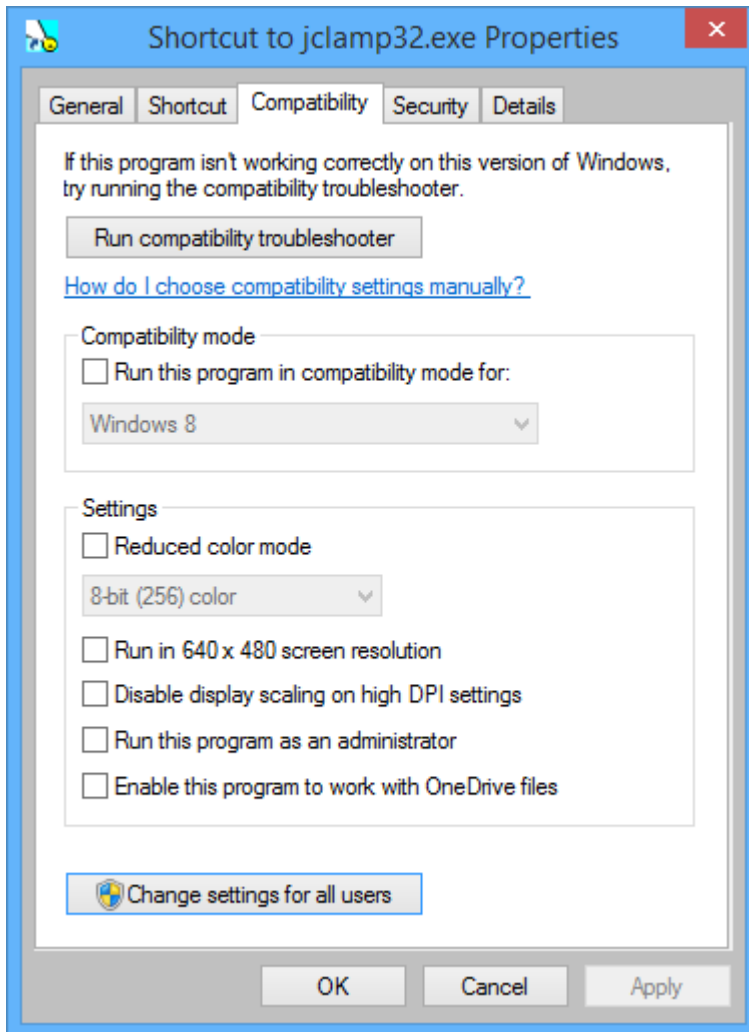 Shortcut to jclamp32.exe Properties
General Shortcut Compatibility Security Details
If this program isn't working correctly on this version of Windows,
try running the compatibility troubleshooter.
Run compatibility troubleshooter
How do I choose compatibility settings manually?
Compatibility mode
Run this program in compatibility mode for:
Windows 8
Settings
Reduced color mode
8-bit (256) color
Run in 640 x 480 screen resolution
Disable display scaling on high DPI settings
Run this program as an administrator
Enable this program to work with OneDrive files
Change settings for all users
OK Cancel Apply